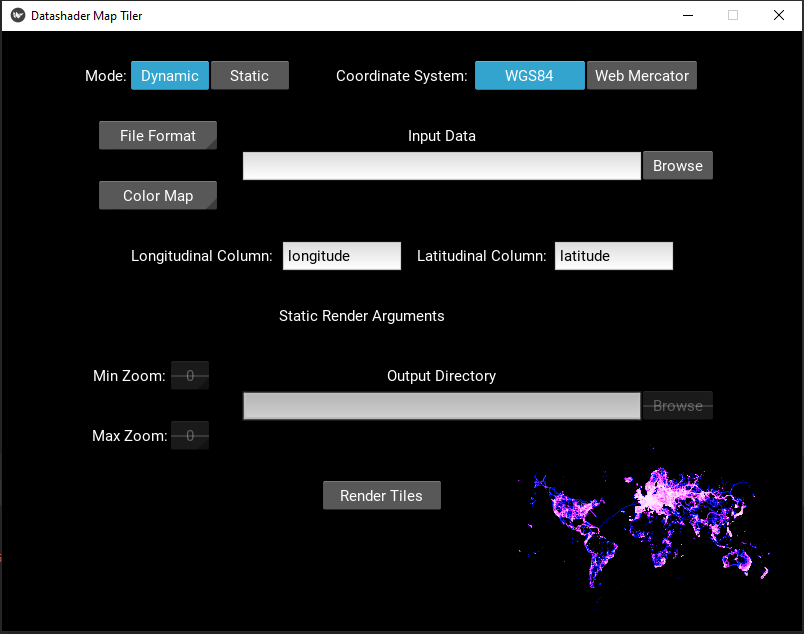 Datashader Map Tiler
Mode: Dynamic Static Coordinate System: WGS84 Web Mercator
File Format
Input Data
Browse
Color Map
Longitudinal Column: longitude Latitudinal Column: latitude
Static Render Arguments
Min Zoom: 0
Output Directory
Browse
Max Zoom: 0
Render Tiles